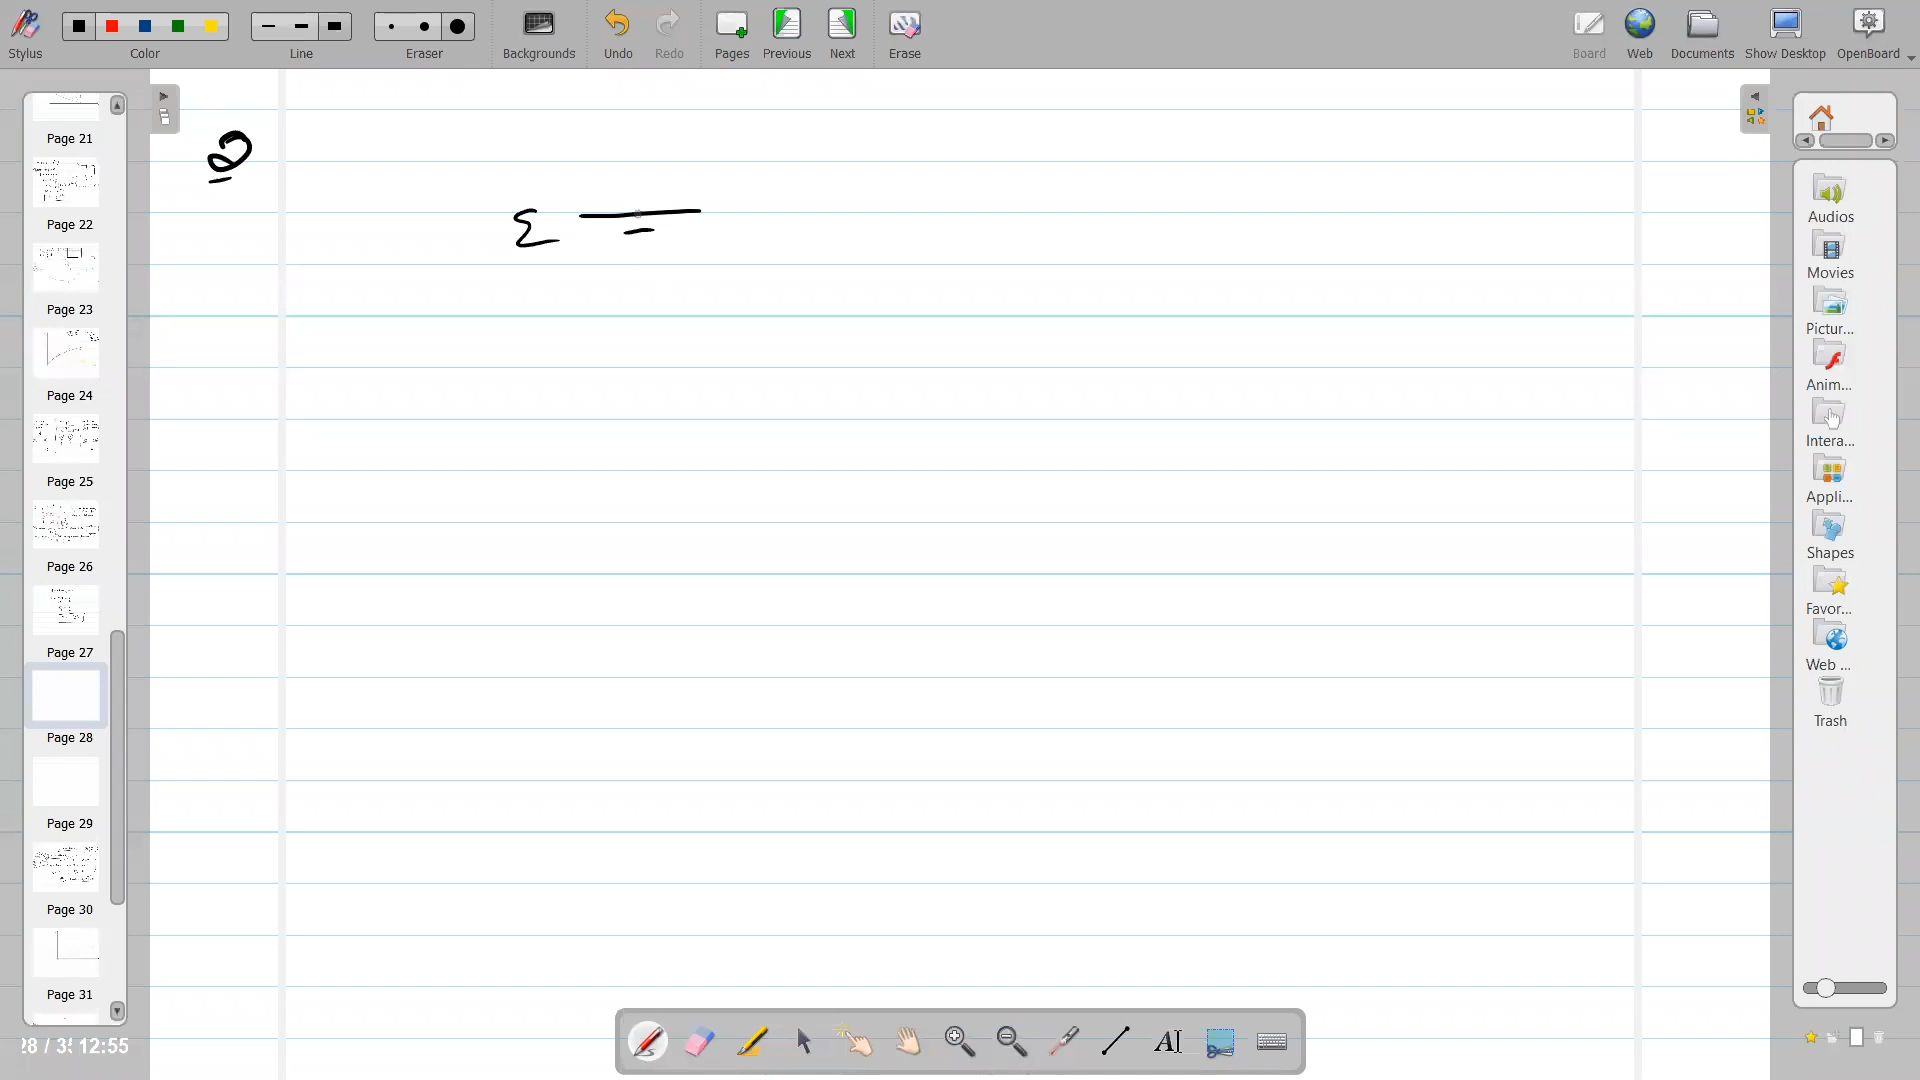 Stylus Color Line Eraser Backgrounds Undo Redo Pages Previous Next Erase Board Web Documents Show Desktop OpenBoard
Page 21
Page 22
Page 23
Page 24
Page 25
Page 26
Page 27
Page 28
Page 29
Page 30
Page 31
12:55
Σ
Audios
Movies
Pictur...
Anim...
Intera...
Appli...
Shapes
Favor...
Web ...
Trash